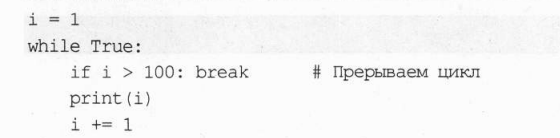 i = 1
while True:
    if i > 100: break       # Прерываем цикл
    print(i)
    i += 1